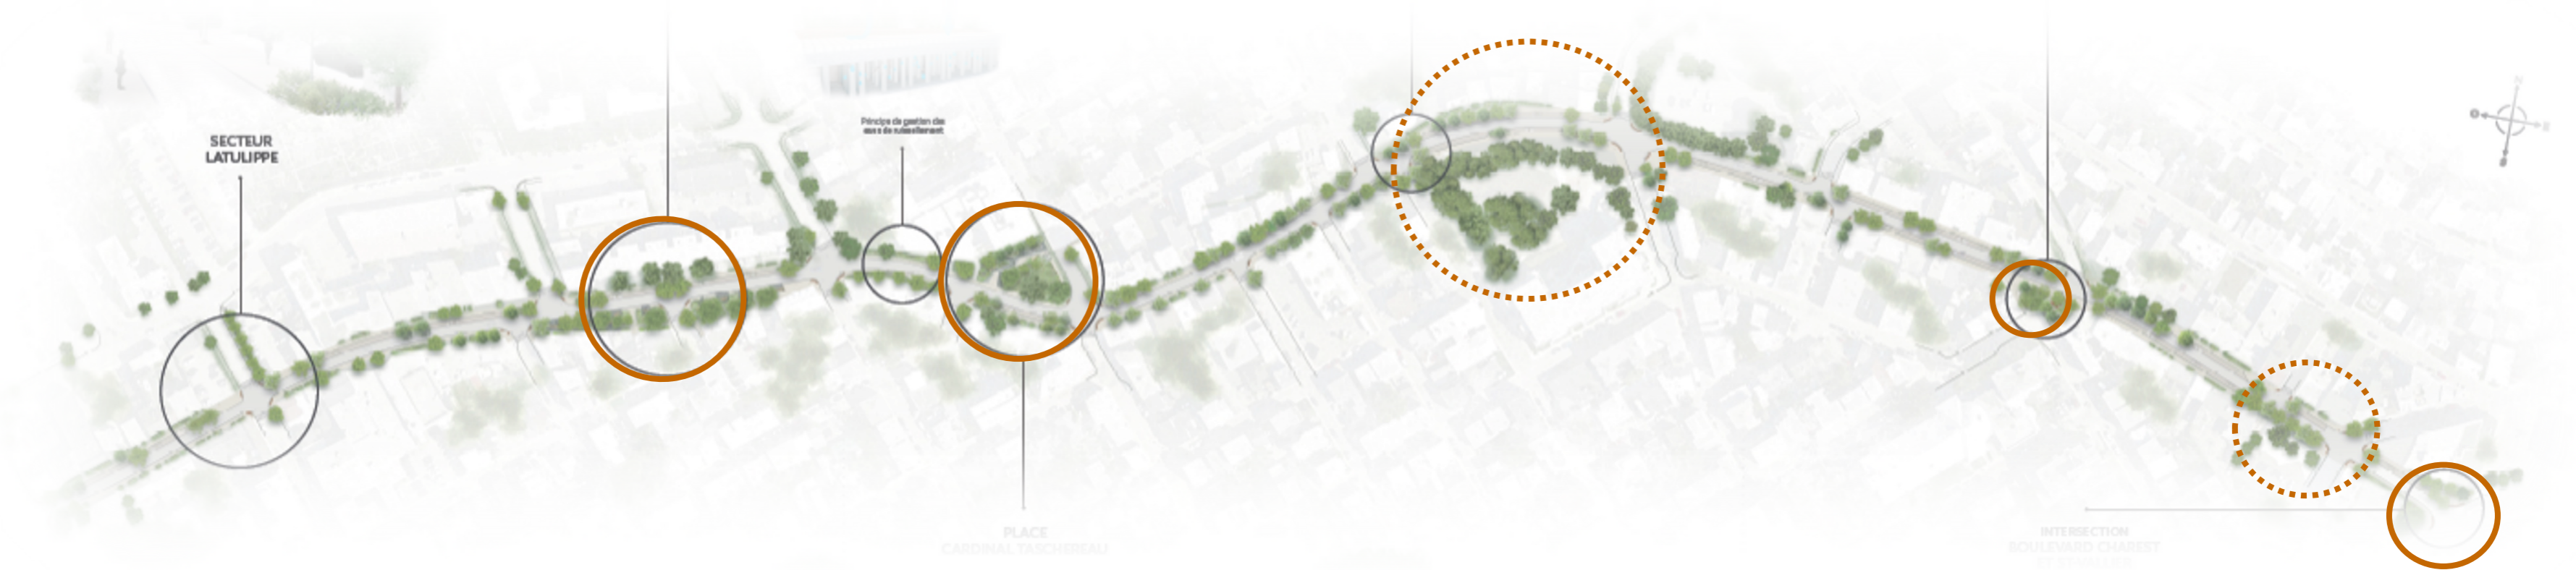 SECTEUR
LATULIPPE
Principe de gestion des
eaux de ruissellement
PLACE
CARDINAL TASCHEREAU
INTERSECTION
BOULEVARD CHAREST